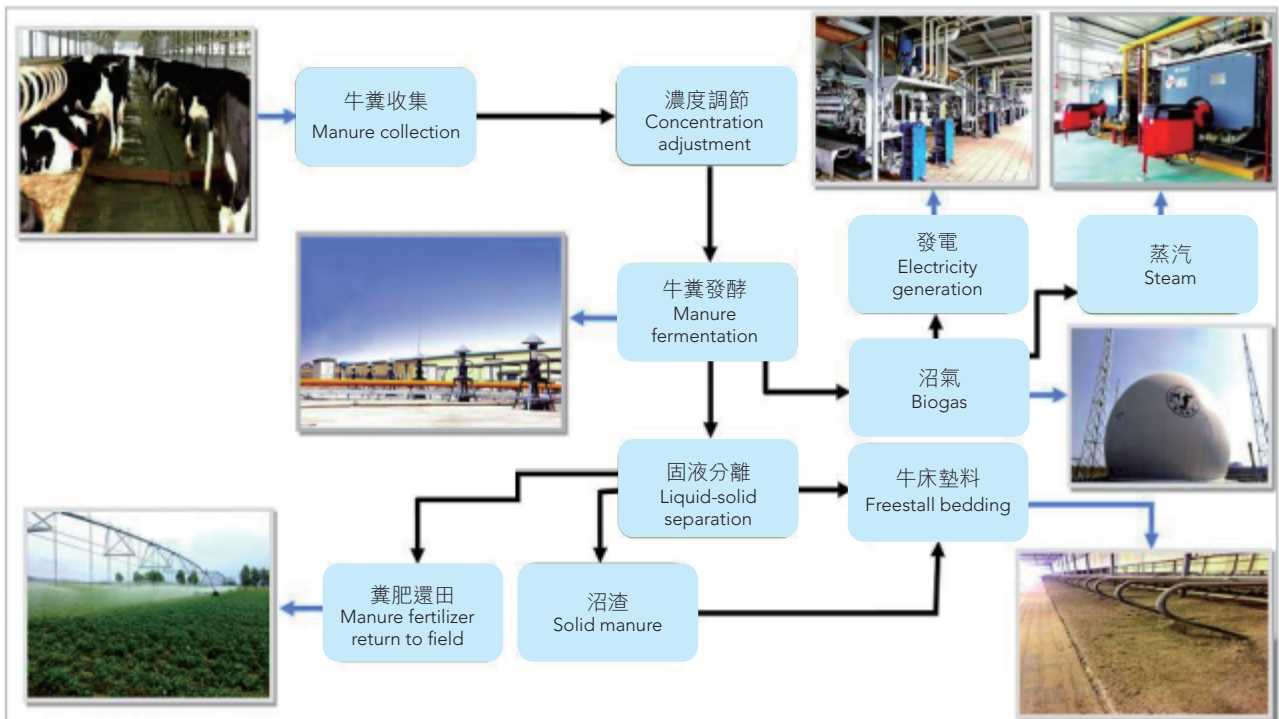 牛糞收集
Manure collection
濃度調節
Concentration
adjustment
發電
Electricity
generation
蒸汽
Steam
牛糞發酵
Manure
fermentation
沼氣
Biogas
固液分離
Liquid-solid
separation
牛床墊料
Freestall bedding
糞肥還田
Manure fertilizer
return to field
沼渣
Solid manure